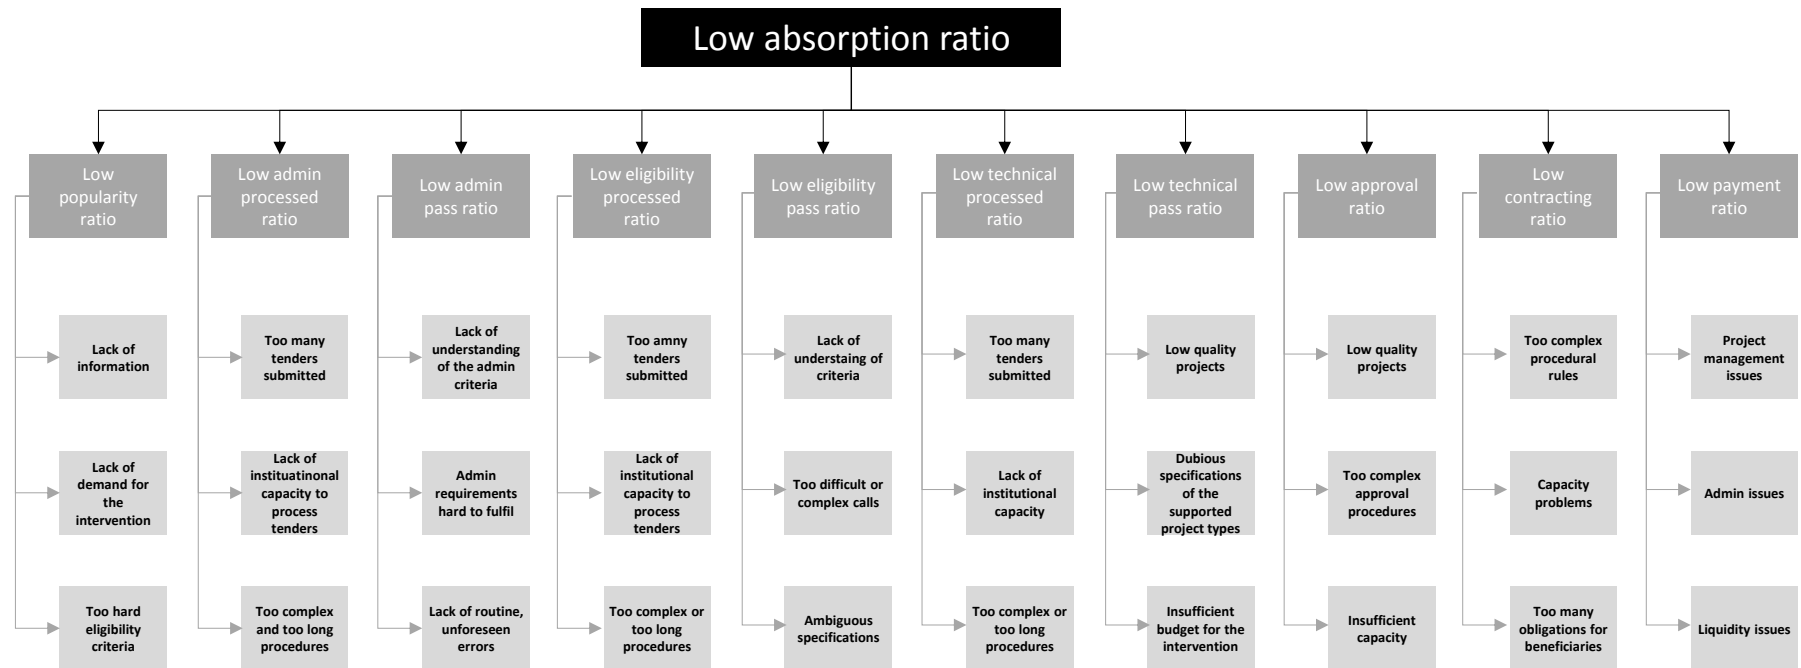 Low absorption ratio
Low
popularity
ratio
Low admin
processed
ratio
Low admin
pass ratio
Low eligibility
processed
ratio
Low eligibility
pass ratio
Low technical
processed
ratio
Low technical
pass ratio
Low approval
ratio
Low
contracting
ratio
Low payment
ratio
Lack of
information
Too many
tenders
submitted
Lack of
understanding
of the admin
criteria
Too amny
tenders
submitted
Lack of
understaing of
criteria
Too many
tenders
submitted
Low quality
projects
Low quality
projects
Too complex
procedural
rules
Project
management
issues
Lack of
demand for
the
intervention
Lack of
instituatinonal
capacity to
process
tenders
Admin
requirements
hard to fulfil
Lack of
institutional
capacity to
process
tenders
Too difficult or
complex calls
Lack of
institutional
capacity
Dubious
specifications
of the
supported
project types
Too complex
approval
procedures
Capacity
problems
Admin issues
Too hard
eligibility
criteria
Too complex
and too long
procedures
Lack of routine,
unforeseen
errors
Too complex or
too long
procedures
Ambiguous
specifications
Too complex or
too long
procedures
Insufficient
budget for the
intervention
Insufficient
capacity
Too many
obligations for
beneficiaries
Liquidity issues